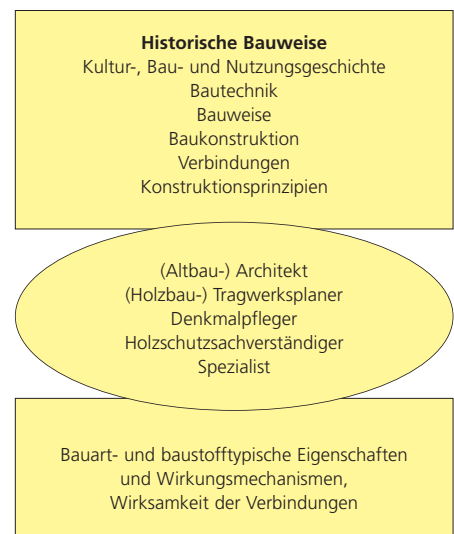 Historische Bauweise
Kultur-, Bau- und Nutzungsgeschichte
Bautechnik
Bauweise
Baukonstruktion
Verbindungen
Konstruktionsprinzipien
(Altbau-) Architekt
(Holzbau-) Tragwerksplaner
Denkmalpfleger
Holzschutzsachverständiger
Spezialist
Bauart- und baustofftypische Eigenschaften
und Wirkungsmechanismen,
Wirksamkeit der Verbindungen